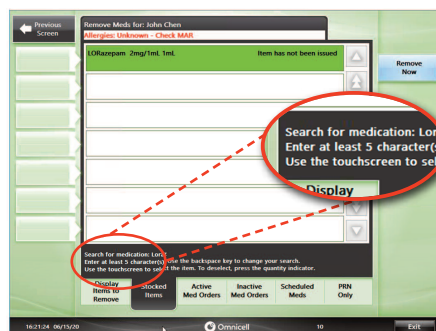 Previous
Screen
Remove Meds for: John Chen
Allergies: Unknown - Check MAR
LORazepam 2mg/1mL 1mL
Item has not been issued
Remove
Now
Search for medication: Lor
Enter at least 5 character(s
Use the touchscreen to sel
Display
Search for medication: Loraz
Enter at least 5 character(s). Use the backspace key to change your search.
Use the touchscreen to select the item. To deselect, press the quantity indicator.
Display
Items to
Remove
Stocked
Items
Active
Med Orders
Inactive
Med Orders
Scheduled
Meds
PRN
Only
16:21:24 06/15/20
Omnicell
10
Exit